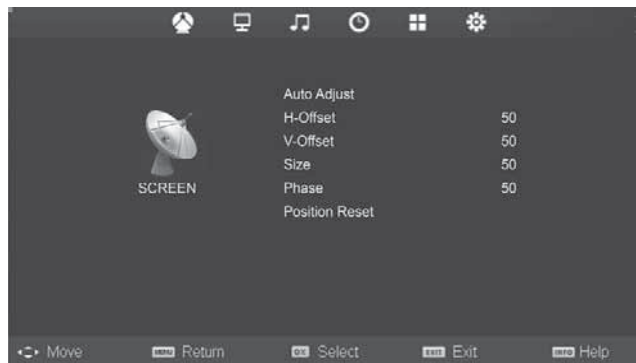 Auto Adjust
H-Offset 50
V-Offset 50
Size 50
Phase 50
Position Reset
SCREEN
Move MENU Return OK Select EXIT Exit INFO Help